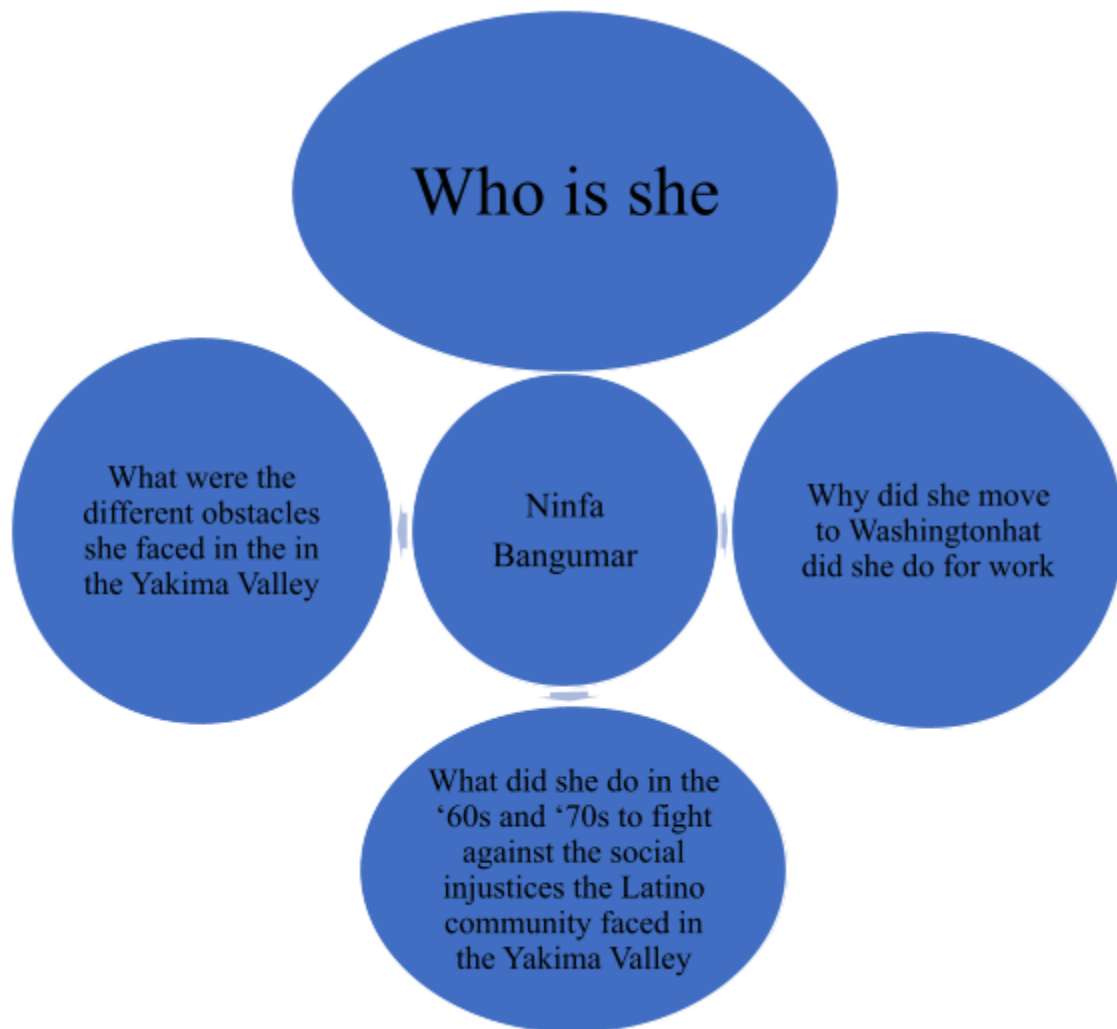 Who is she
What were the
different obstacles
she faced in the in
the Yakima Valley
Ninfa
Bangumar
Why did she move
to Washingtonhat
did she do for work
What did she do in the
‘60s and ‘70s to fight
against the social
injustices the Latino
community faced in
the Yakima Valley